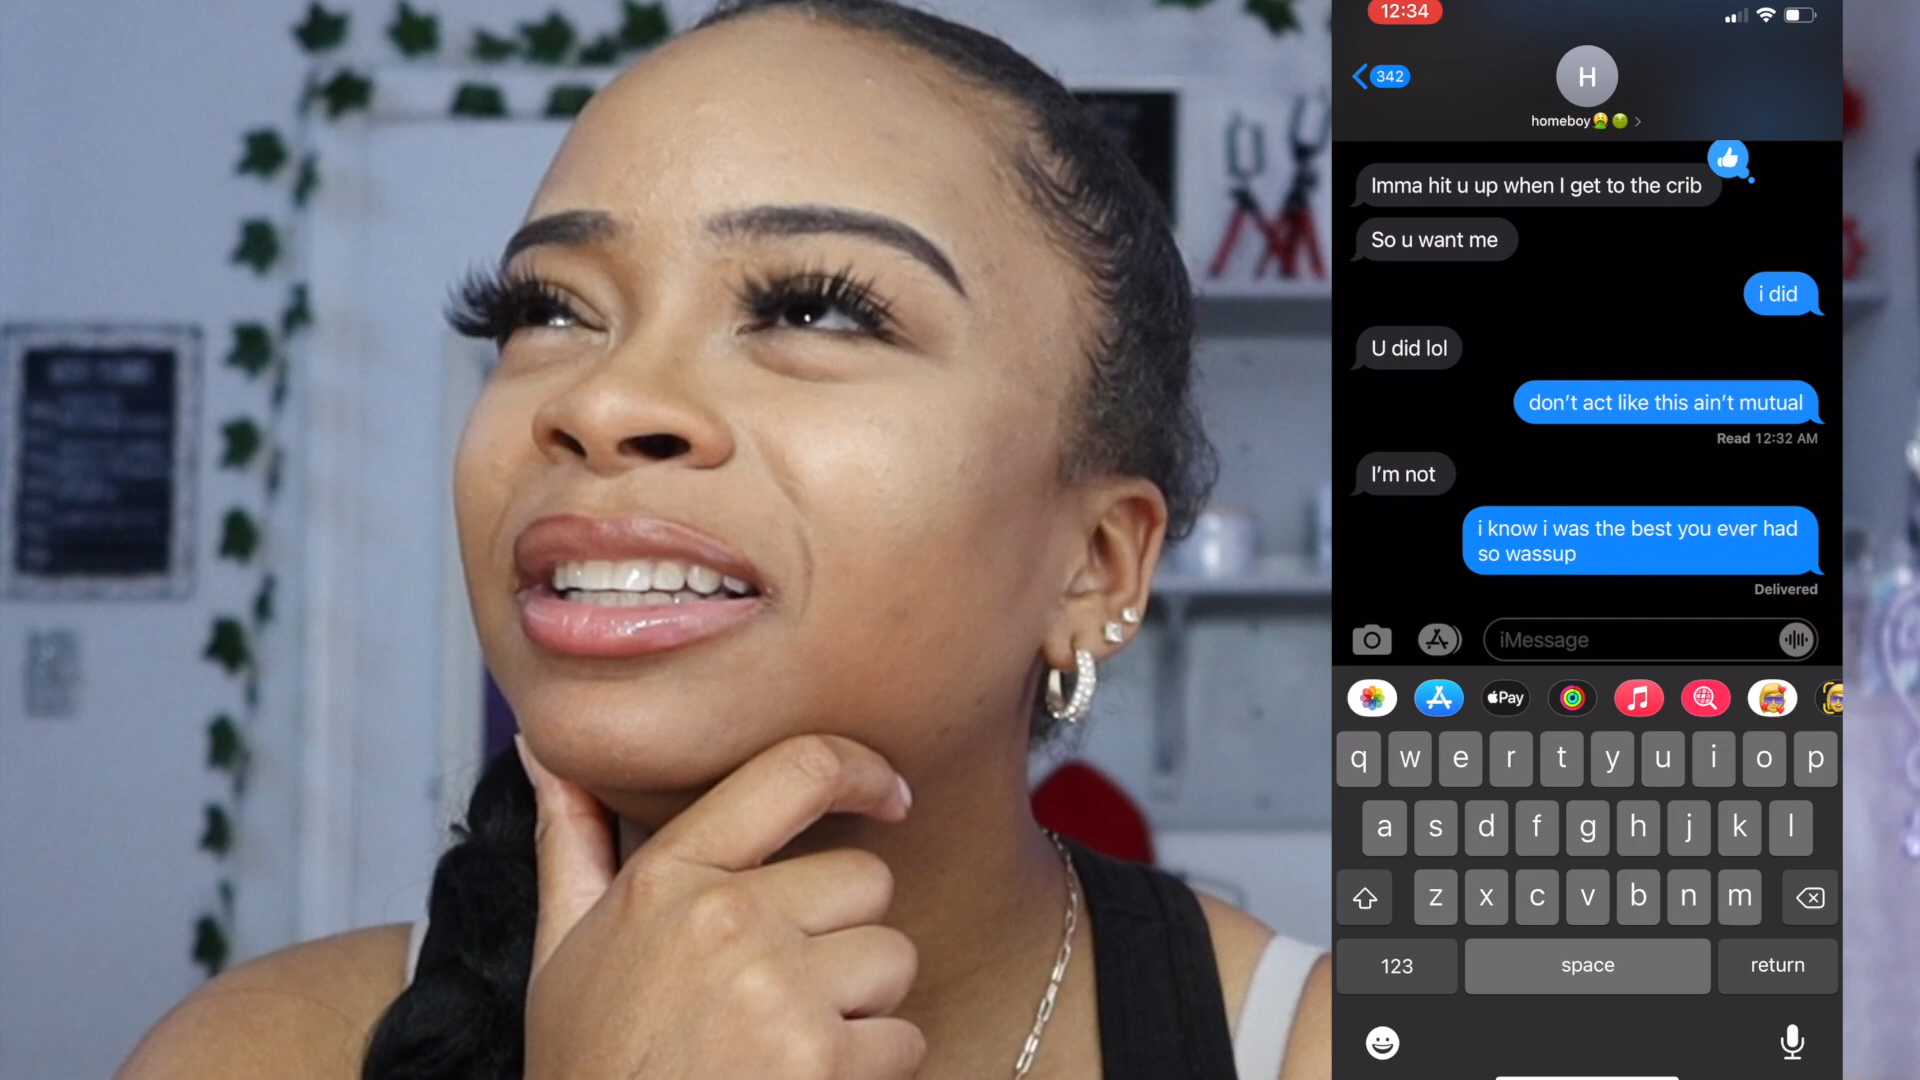 12:34
342
H
homeboy🤮🤢 >
Imma hit u up when I get to the crib
So u want me
i did
U did lol
don't act like this ain't mutual
Read 12:32 AM
I'm not
i know i was the best you ever had
so wassup
Delivered
iMessage
Pay
q w e r t y u i o p
a s d f g h j k l
z x c v b n m
123 space return